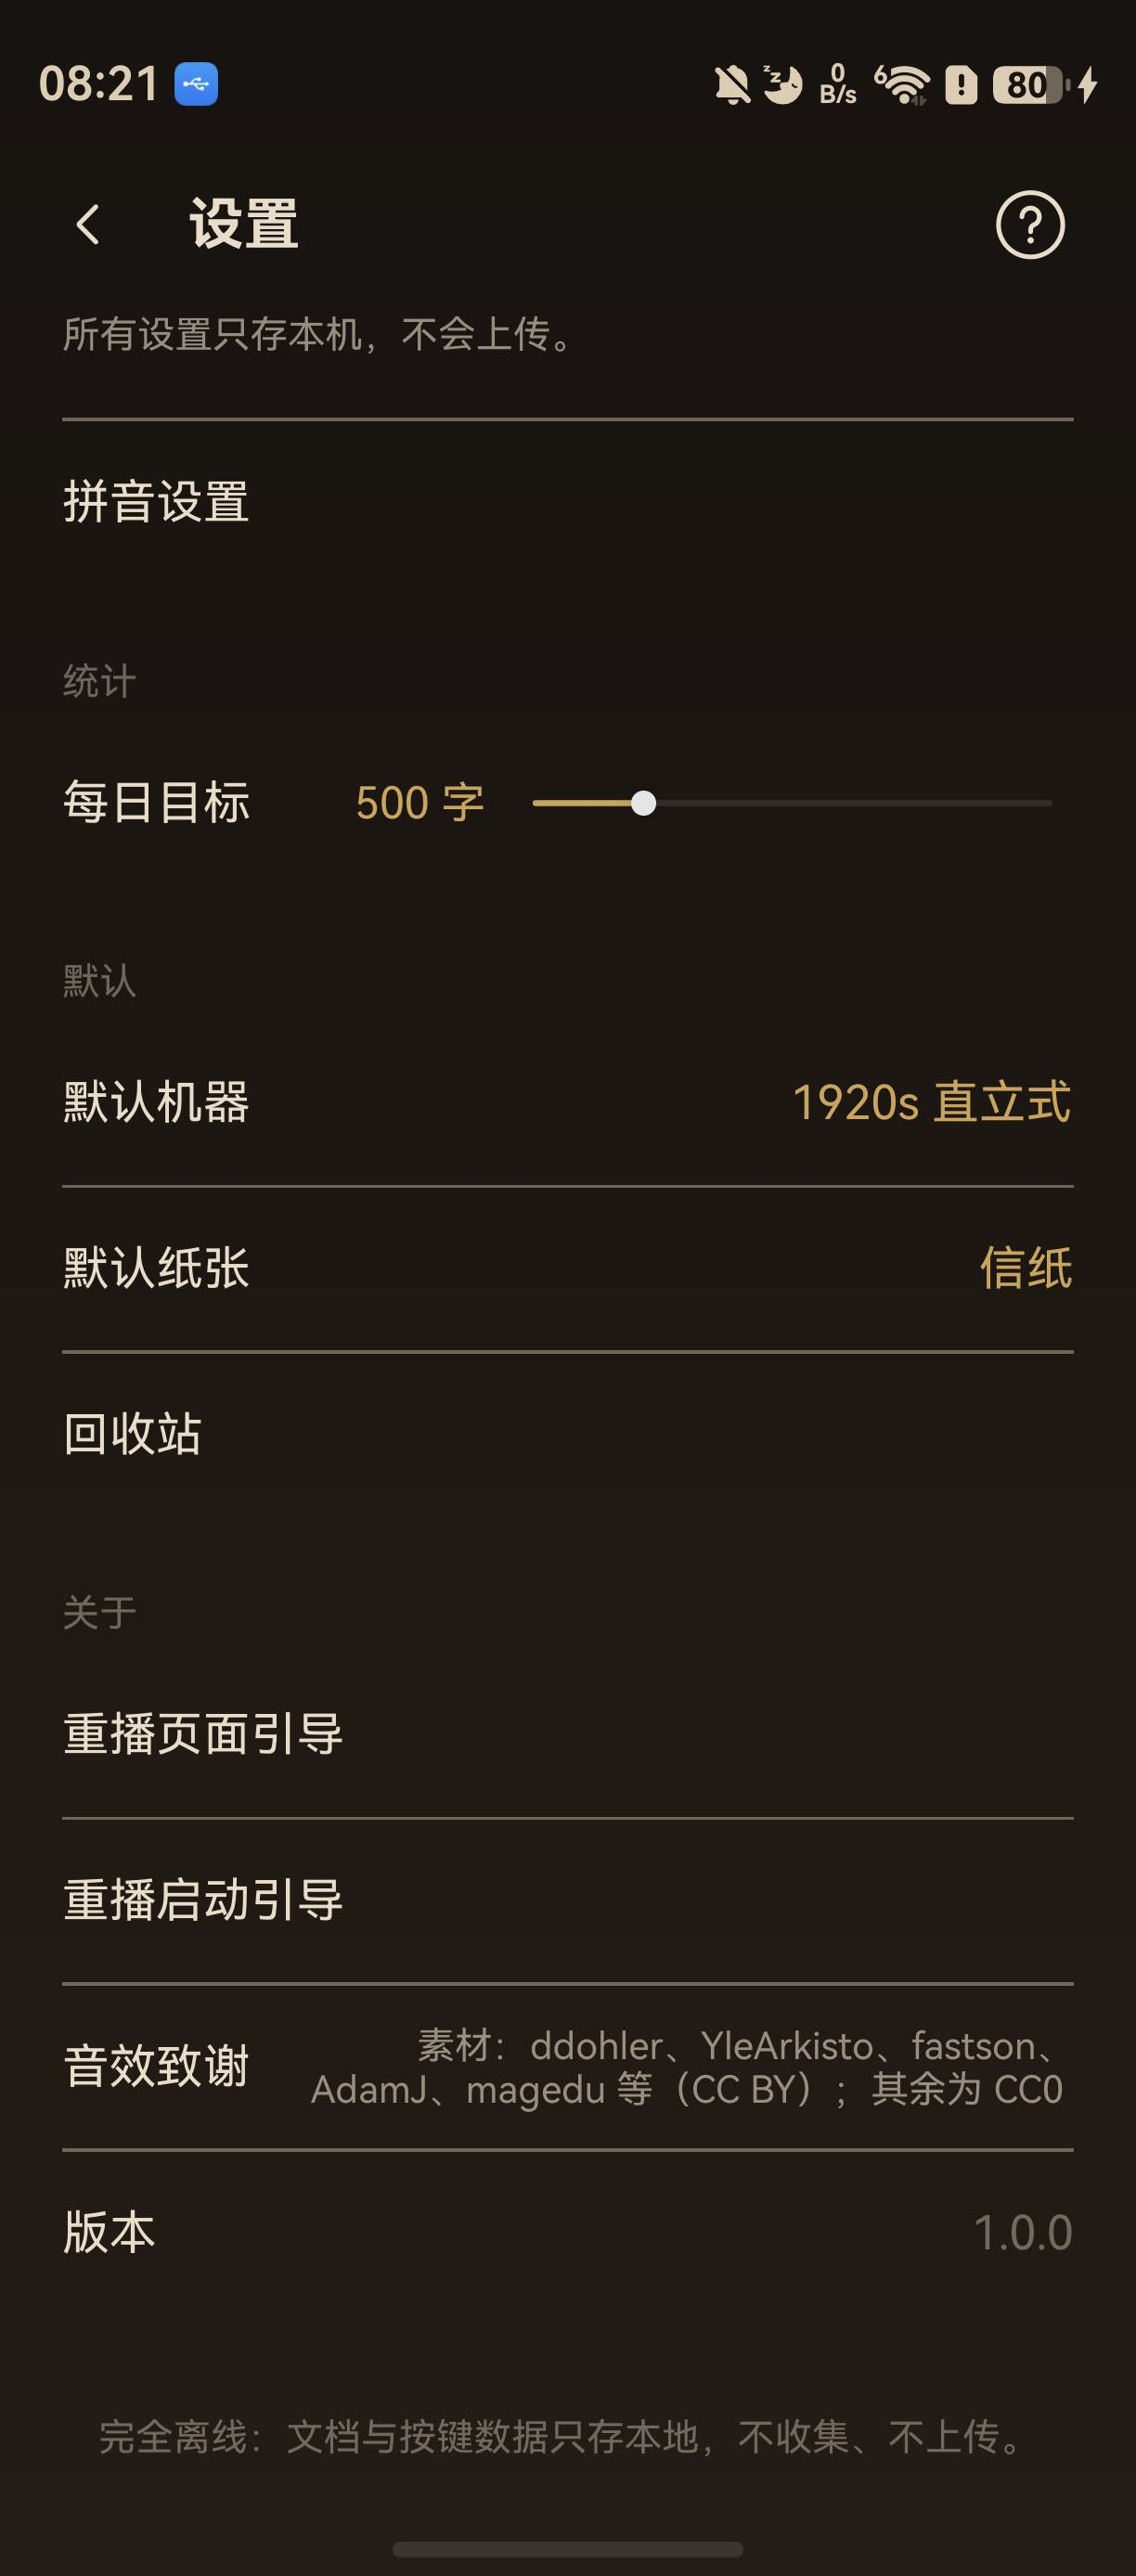 08:21
0
B/s
6
80
设置
所有设置只存本机，不会上传。
拼音设置
统计
每日目标 500 字
默认
默认机器 1920s 直立式
默认纸张 信纸
回收站
关于
重播页面引导
重播启动引导
音效致谢 素材：ddohler、YleArkisto、fastson、
AdamJ、magedu 等（CC BY）；其余为 CC0
版本 1.0.0
完全离线：文档与按键数据只存本地，不收集、不上传。